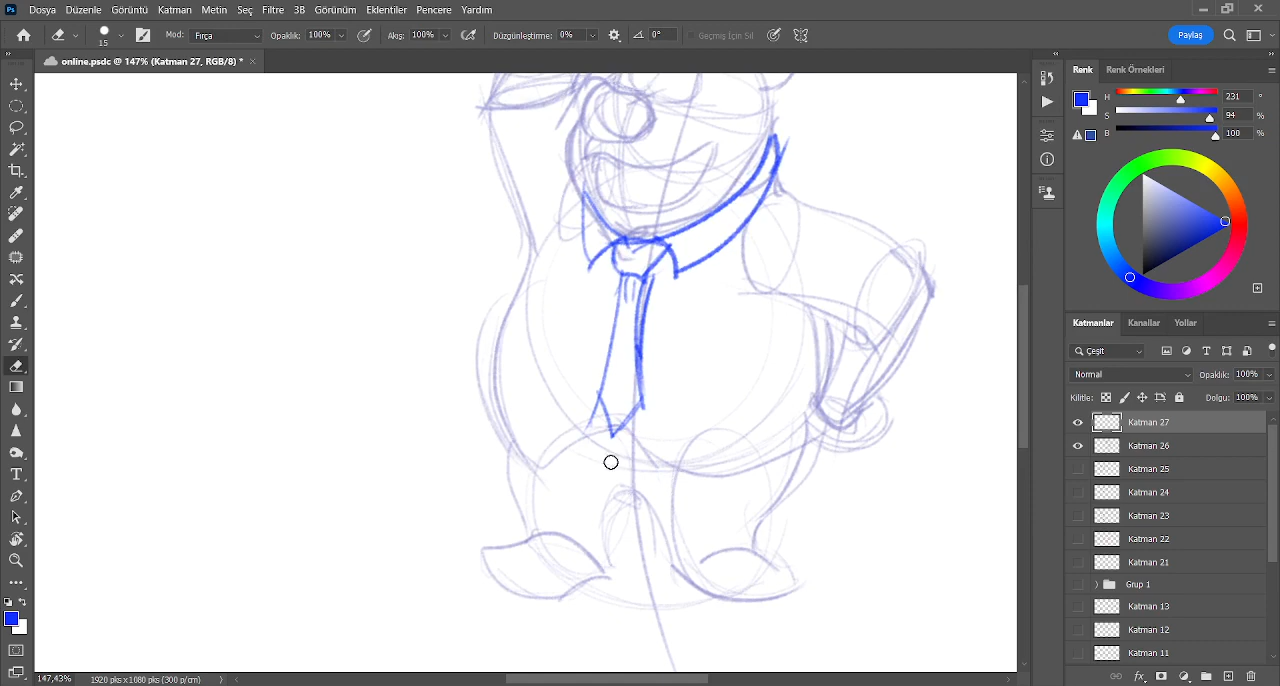 Ps Dosya Düzenle Görüntü Katman Metin Seç Filtre 3B Görünüm Eklentiler Pencere Yardım
15 Mod: Fırça Opaklık: 100% Akış: 100% Düzgünleştirme: 0% 0° Geçmiş İçin Sil Paylaş
online.psdc @ 147% (Katman 27, RGB/8) *
Renk Renk Örnekleri
H 231 °
S 94 %
B 100 %
Katmanlar Kanallar Yollar
Çeşit
Normal Opaklık: 100%
Kilitle: Dolgu: 100%
Katman 27
Katman 26
Katman 25
Katman 24
Katman 23
Katman 22
Katman 21
Grup 1
Katman 13
Katman 12
Katman 11
147,43% 1920 pks x 1080 pks (300 p/cm)
fx